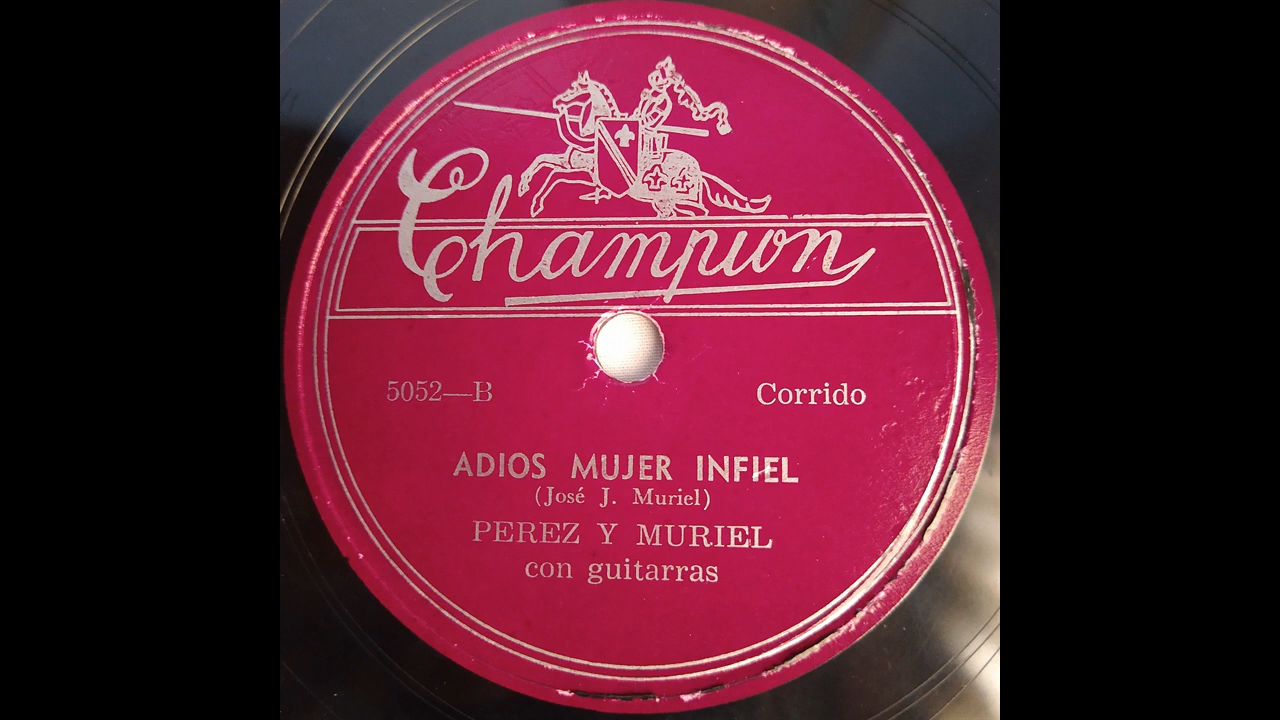 Champion
5052—B
Corrido
ADIOS MUJER INFIEL
(José J. Muriel)
PEREZ Y MURIEL
con guitarras